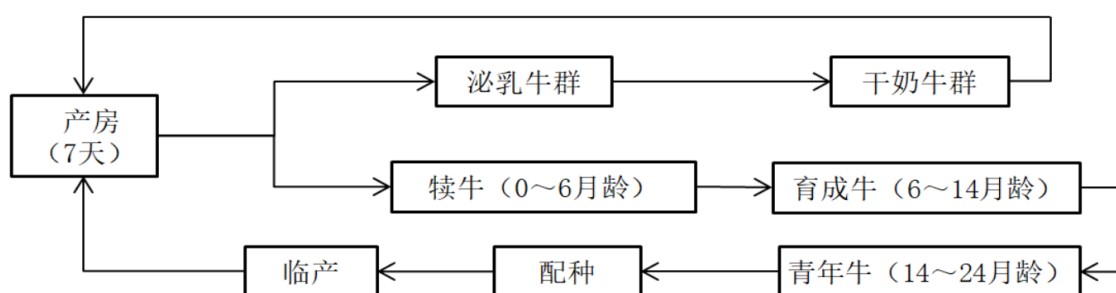 泌乳牛群
干奶牛群
产房
（7天）
犊牛（0～6月龄）
育成牛（6～14月龄）
临产
配种
青年牛（14～24月龄）